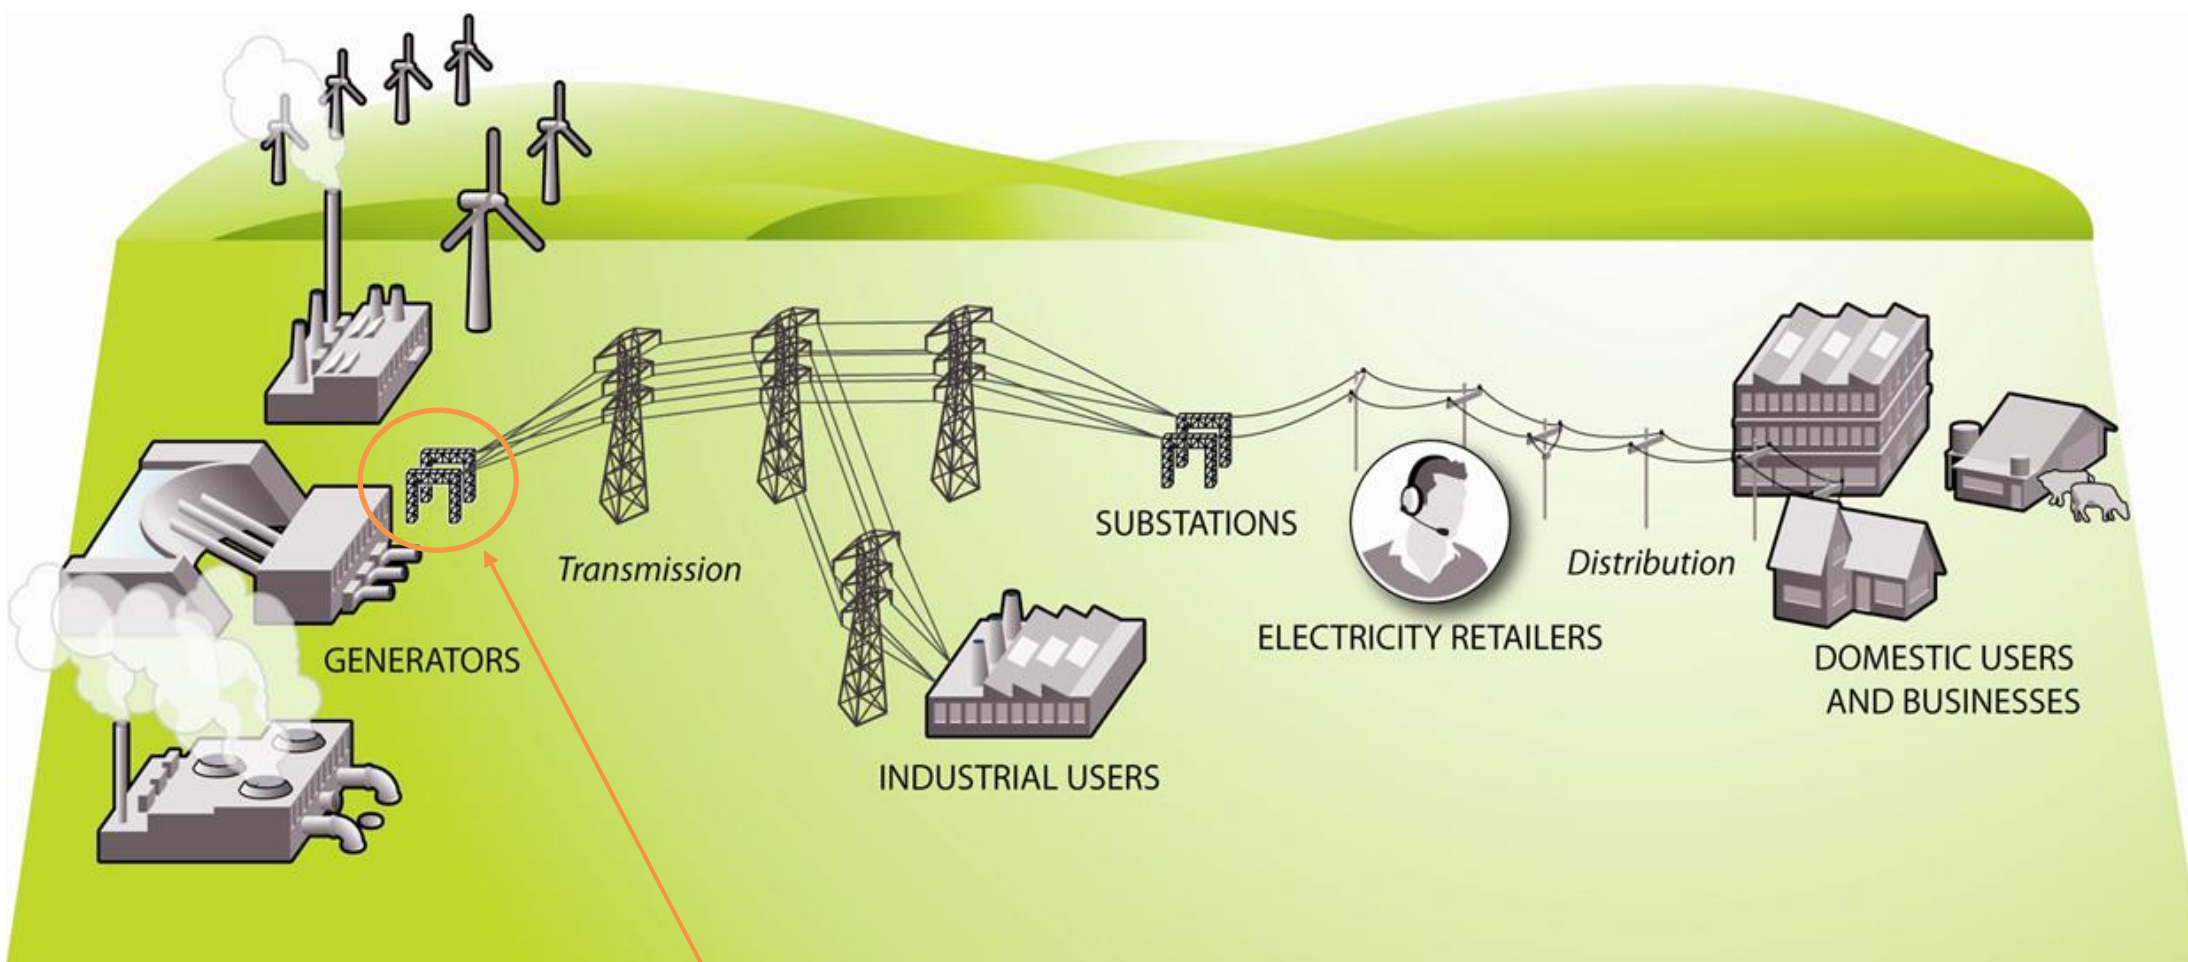 SUBSTATIONS
Transmission
Distribution
ELECTRICITY RETAILERS
GENERATORS
DOMESTIC USERS
AND BUSINESSES
INDUSTRIAL USERS